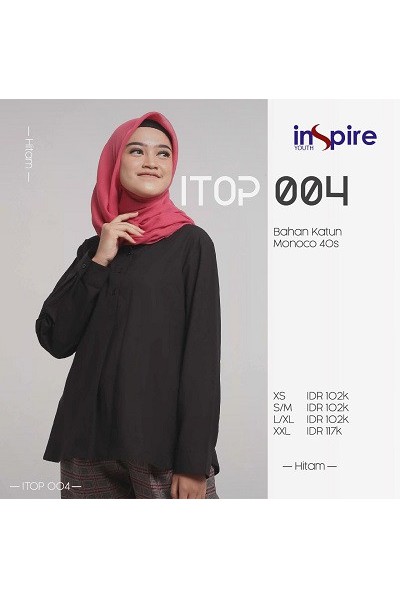 — Hitam —
inSpire
YOUTH
ITOP 004
Bahan Katun
Monoco 40s
XS IDR 102k
S/M IDR 102k
L/XL IDR 102k
XXL IDR 117k
— Hitam —
— ITOP 004 —